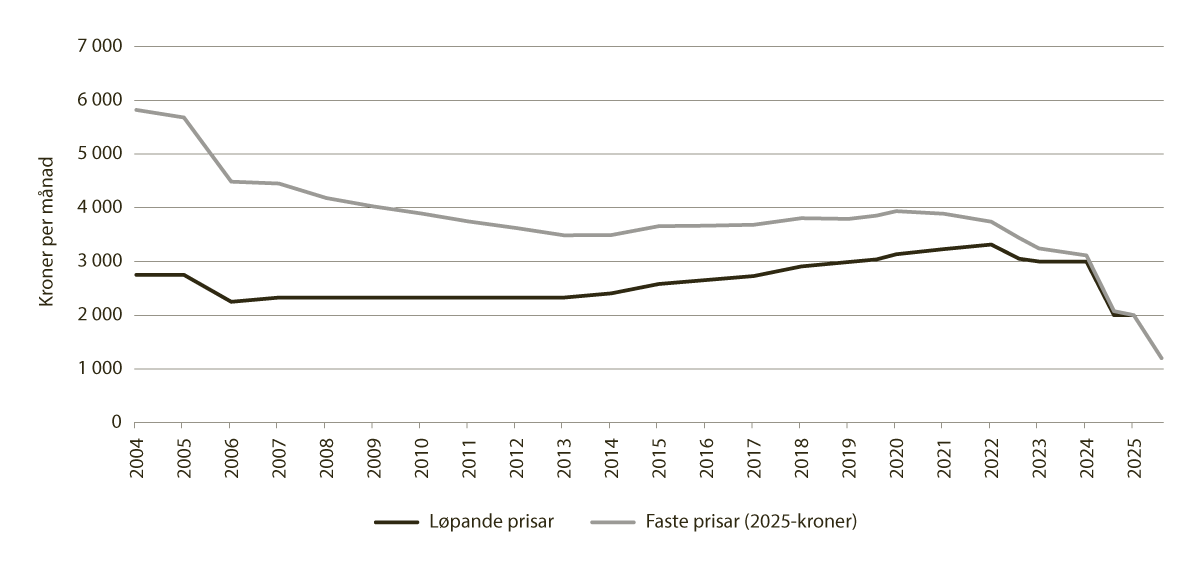 7 000
6 000
5 000
4 000
3 000
2 000
1 000
0
Kroner per månad
2004 2005 2006 2007 2008 2009 2010 2011 2012 2013 2014 2015 2016 2017 2018 2019 2020 2021 2022 2023 2024 2025
Løpande prisar Faste prisar (2025-kroner)